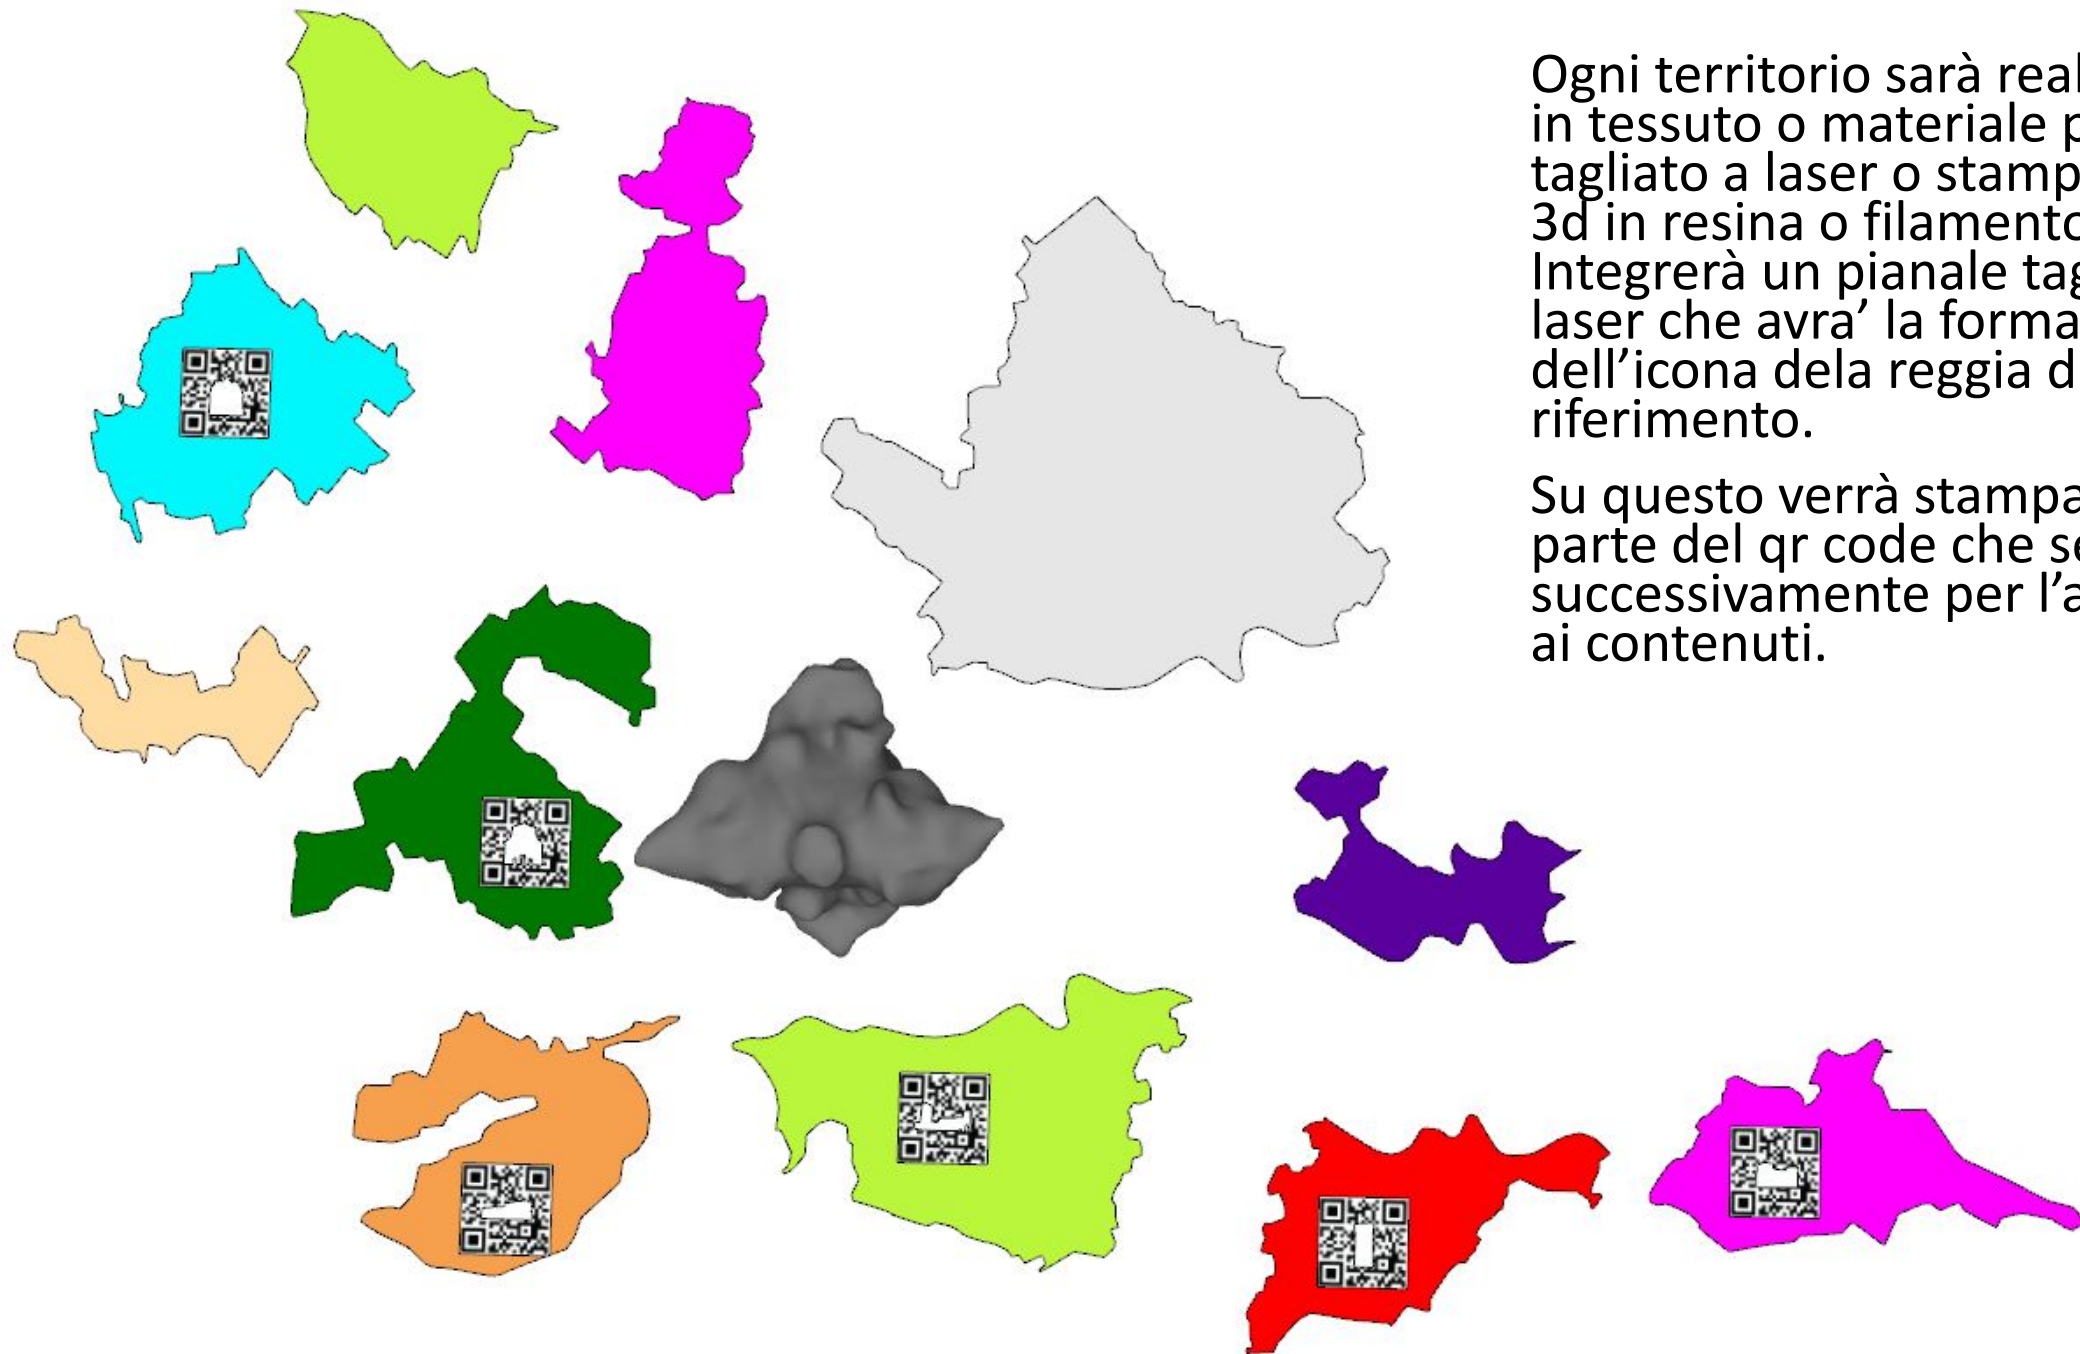 Ogni territorio sarà real
in tessuto o materiale p
tagliato a laser o stamp
3d in resina o filamento
Integrerà un pianale tag
laser che avra’ la forma
dell’icona dela reggia d
riferimento.
Su questo verrà stampa
parte del qr code che se
successivamente per l’a
ai contenuti.